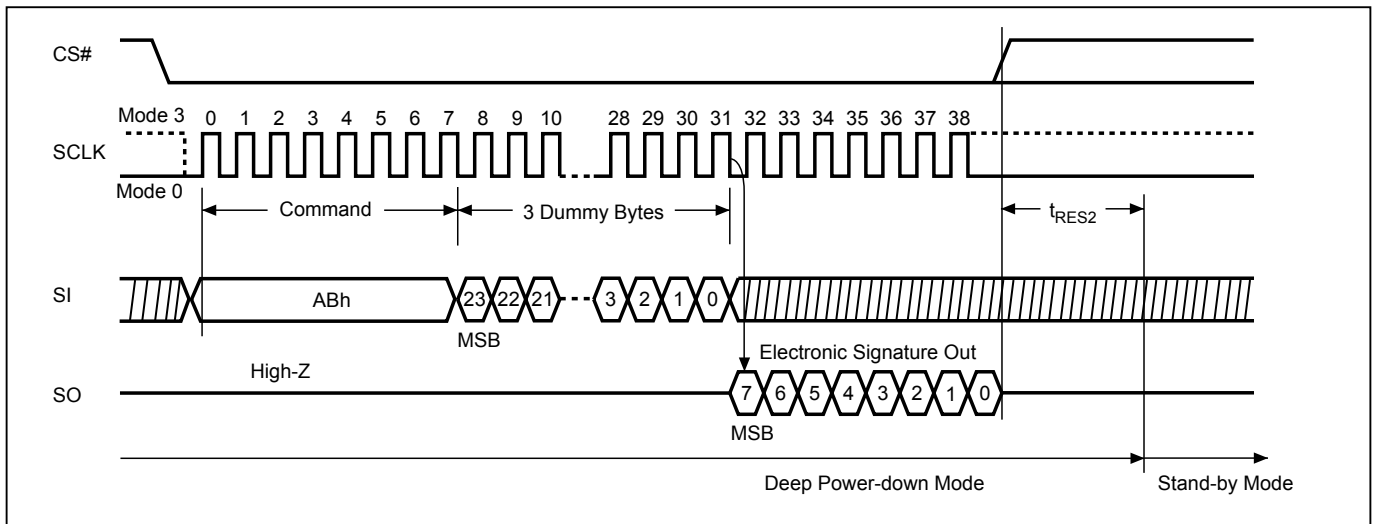 CS#
Mode 3
0 1 2 3 4 5 6 7 8 9 10 28 29 30 31 32 33 34 35 36 37 38
SCLK
Mode 0
Command
3 Dummy Bytes
tRES2
SI
ABh
23 22 21 3 2 1 0
MSB
Electronic Signature Out
High-Z
SO
7 6 5 4 3 2 1 0
MSB
Deep Power-down Mode
Stand-by Mode